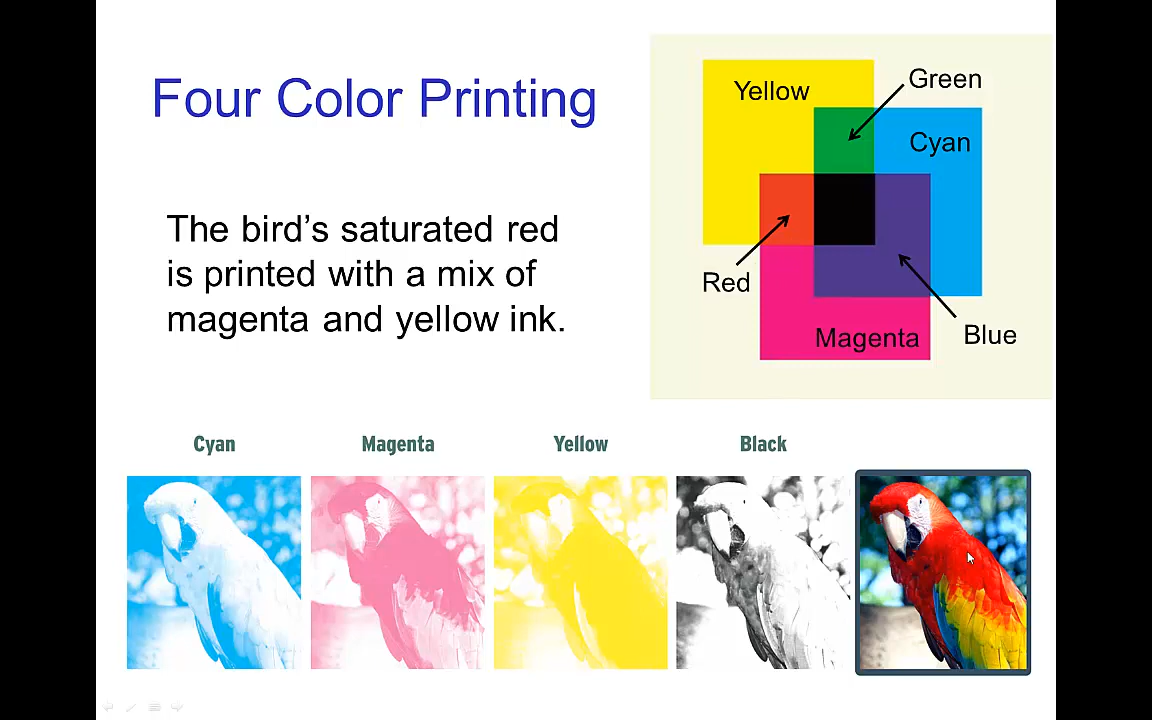 Four Color Printing
The bird’s saturated red
is printed with a mix of
magenta and yellow ink.
Yellow
Green
Cyan
Red
Magenta
Blue
Cyan
Magenta
Yellow
Black